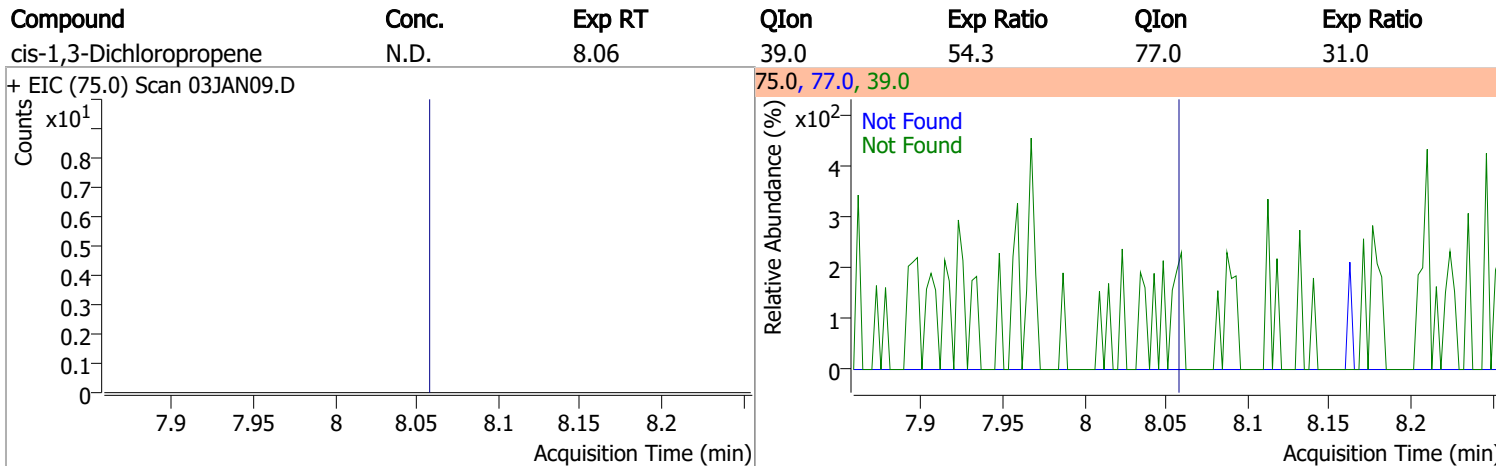 Compound Conc. Exp RT QIon Exp Ratio QIon Exp Ratio
cis-1,3-Dichloropropene N.D. 8.06 39.0 54.3 77.0 31.0
+ EIC (75.0) Scan 03JAN09.D
Counts
x10^1
0.8
0.7
0.6
0.5
0.4
0.3
0.2
0.1
0
7.9 7.95 8 8.05 8.1 8.15 8.2
Acquisition Time (min)
75.0, 77.0, 39.0
Relative Abundance (%)
x10^2
Not Found
Not Found
4
3
2
1
0
7.9 7.95 8 8.05 8.1 8.15 8.2
Acquisition Time (min)